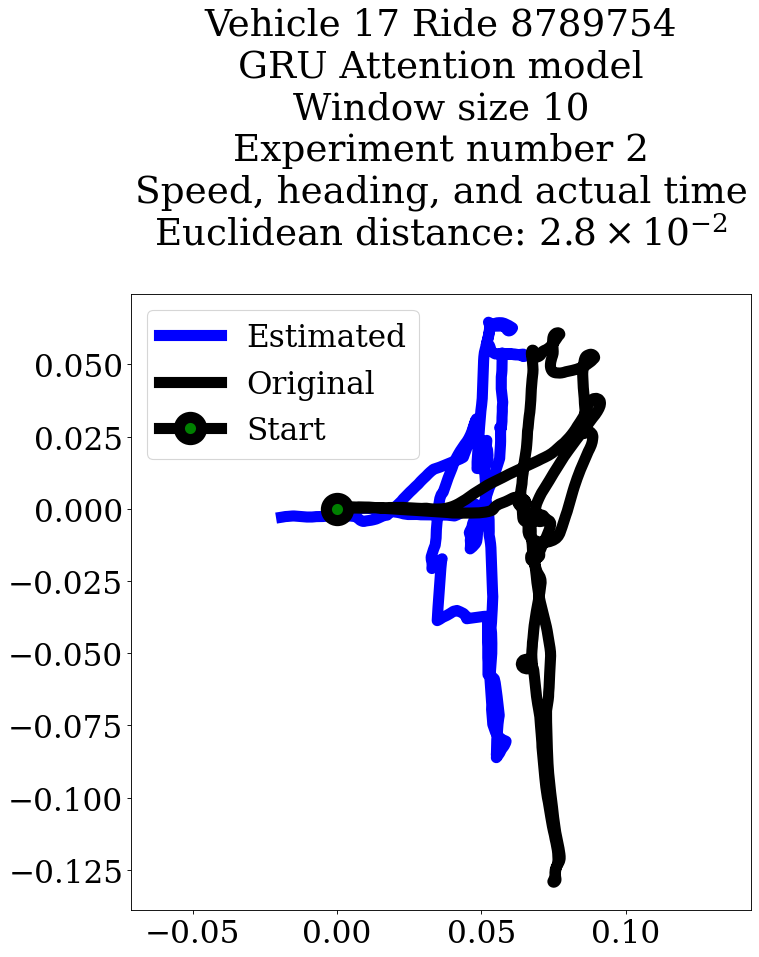 Vehicle 17 Ride 8789754
GRU Attention model
Window size 10
Experiment number 2
Speed, heading, and actual time
Euclidean distance: 2.8 × 10⁻²
Estimated
Original
Start
0.050
0.025
0.000
−0.025
−0.050
−0.075
−0.100
−0.125
−0.05 0.00 0.05 0.10